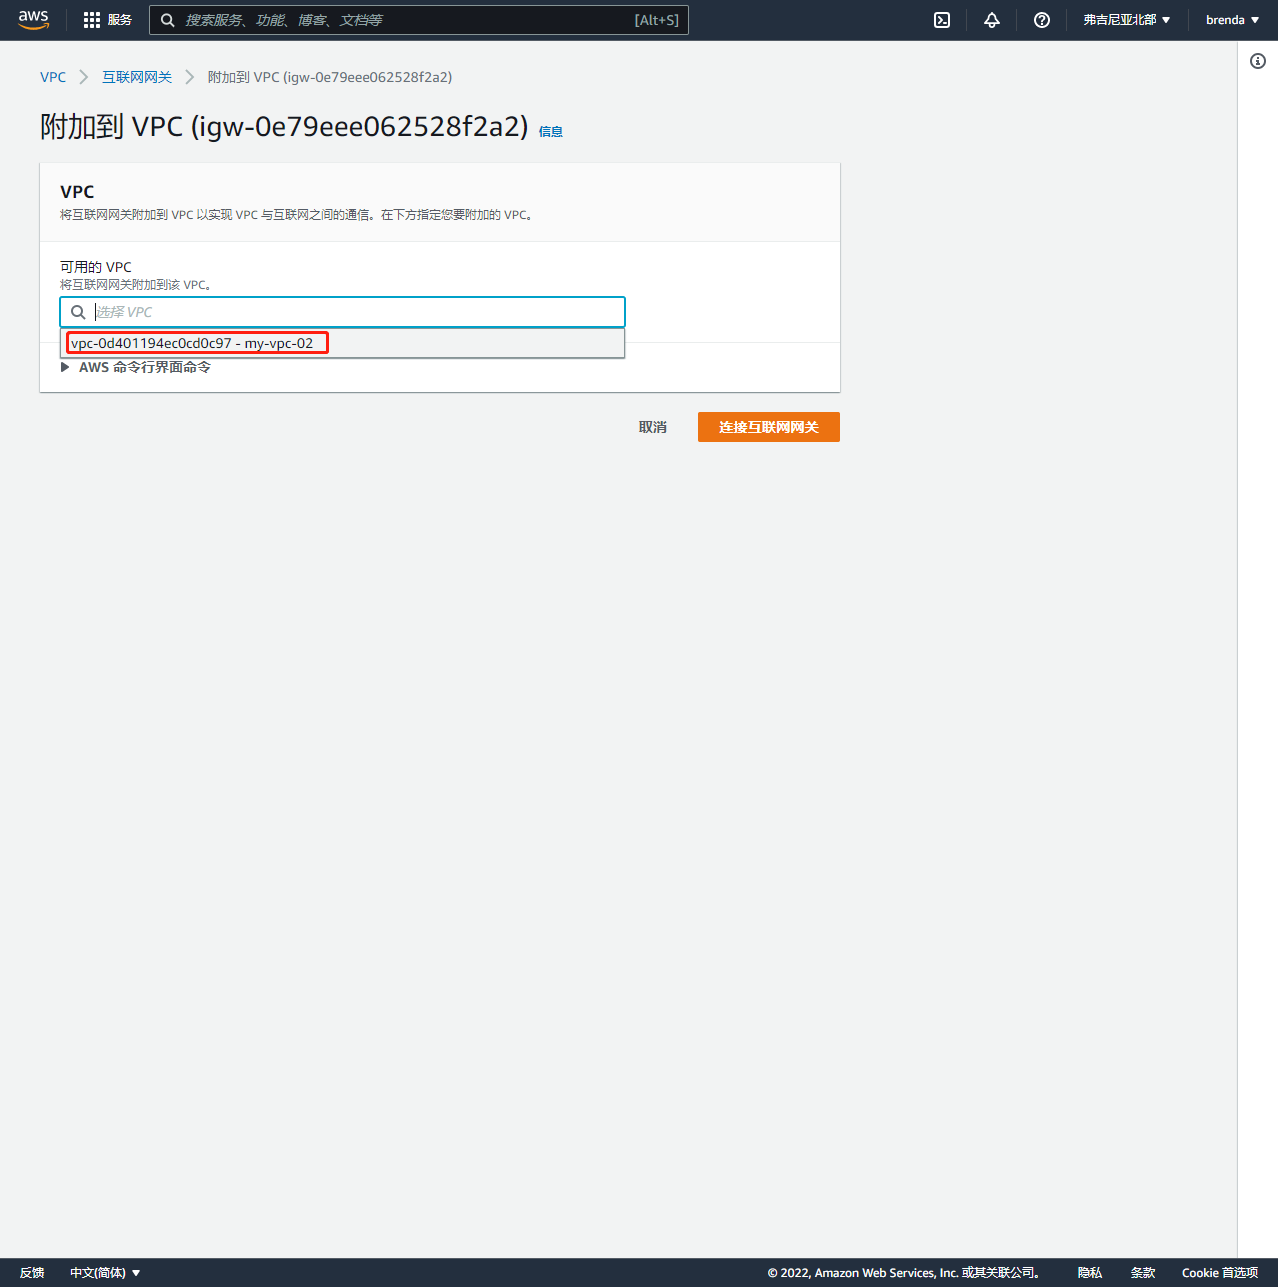 aws 服务 搜索服务、功能、博客、文档等 [Alt+S] 弗吉尼亚北部 brenda
VPC 互联网网关 附加到 VPC (igw-0e79eee062528f2a2)
附加到 VPC (igw-0e79eee062528f2a2) 信息
VPC
将互联网网关附加到 VPC 以实现 VPC 与互联网之间的通信。在下方指定您要附加的 VPC。
可用的 VPC
将互联网网关附加到该 VPC。
选择 VPC
vpc-0d401194ec0cd0c97 - my-vpc-02
AWS 命令行界面命令
取消 连接互联网网关
反馈 中文(简体) © 2022, Amazon Web Services, Inc. 或其关联公司。 隐私 条款 Cookie 首选项